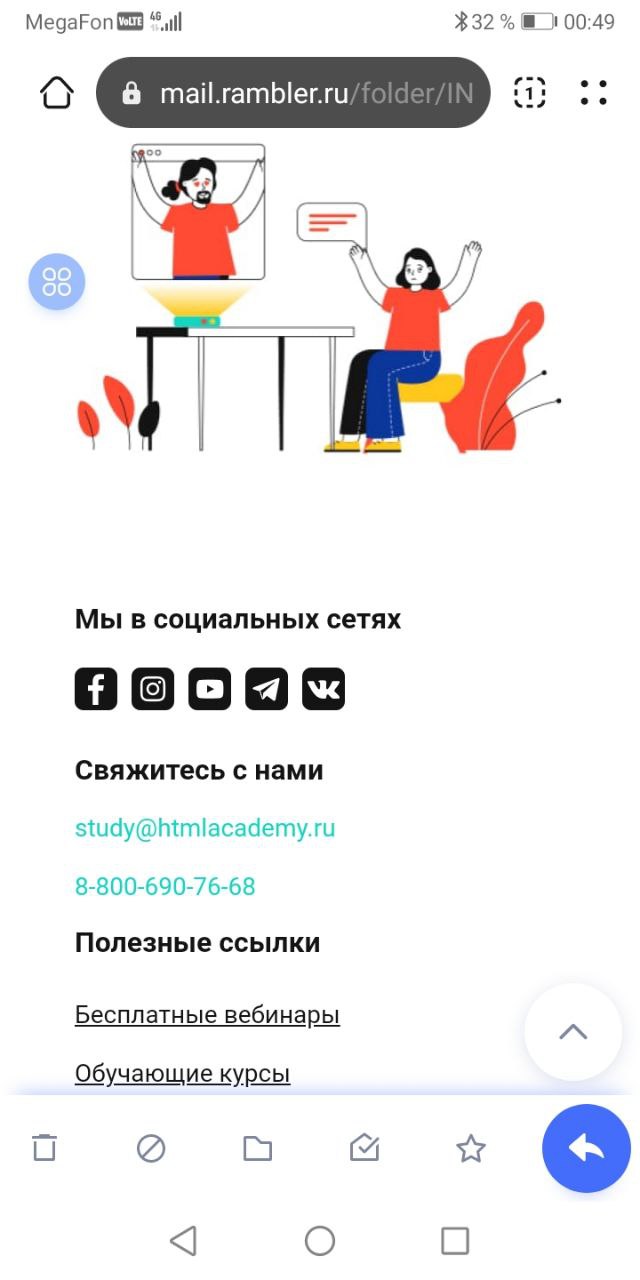 MegaFon VoLTE 4G 32 % 00:49
mail.rambler.ru/folder/IN
1
Мы в социальных сетях
Свяжитесь с нами
study@htmlacademy.ru
8-800-690-76-68
Полезные ссылки
Бесплатные вебинары
Обучающие курсы